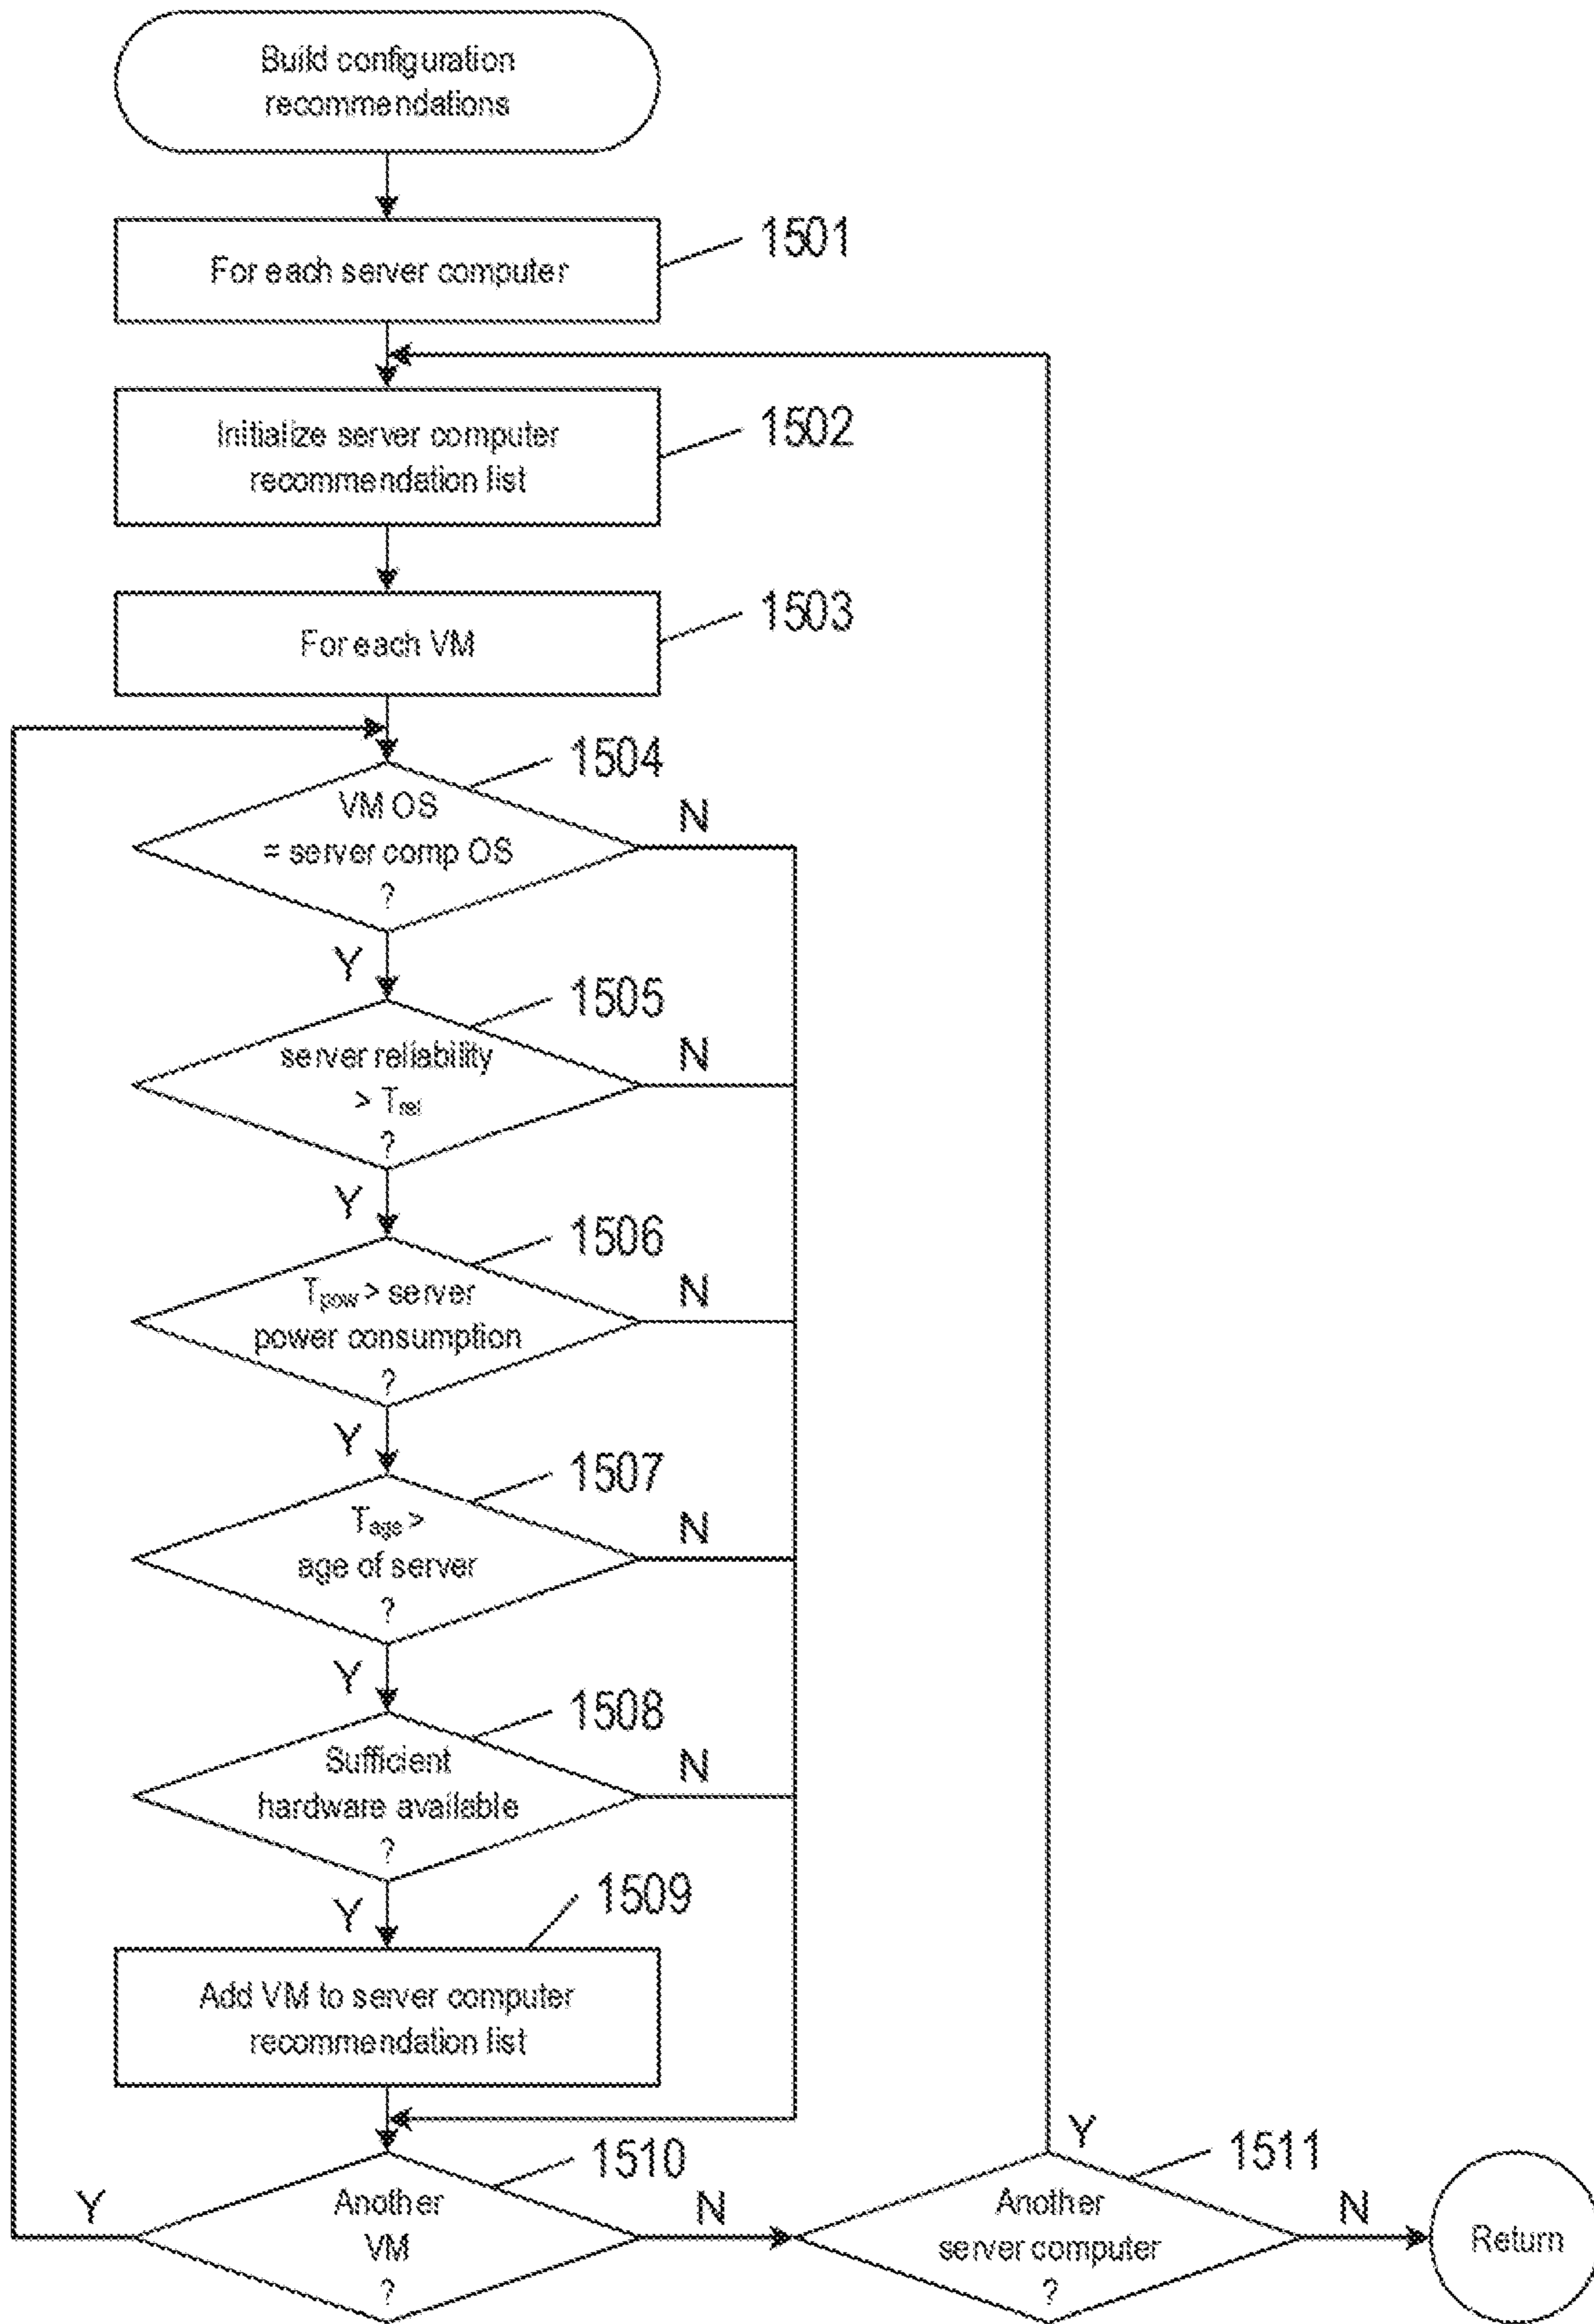 Build configuration
recommendations
1501
For each server computer
1502
Initialize server computer
recommendation list
1503
For each VM
1504
VM OS
= server comp OS
?
N
Y
1505
server reliability
> Trel
?
N
Y
1506
Tpow > server
power consumption
?
N
Y
1507
Tage >
age of server
?
N
Y
1508
Sufficient
hardware available
?
N
Y
1509
Add VM to server computer
recommendation list
1510
Another
VM
?
Y
N
1511
Another
server computer
?
Y
N
Return